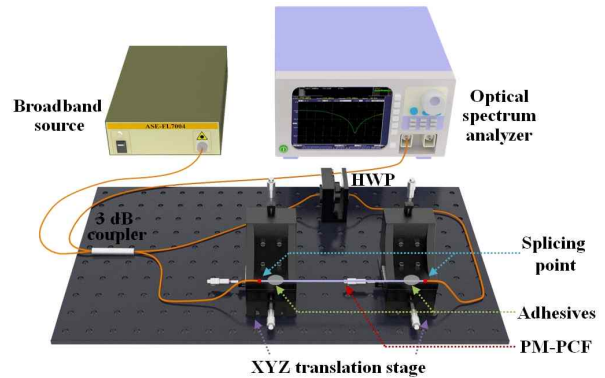 Broadband
source
ASE-FL7004
Optical
spectrum
analyzer
HWP
3 dB
coupler
Splicing
point
Adhesives
PM-PCF
XYZ translation stage